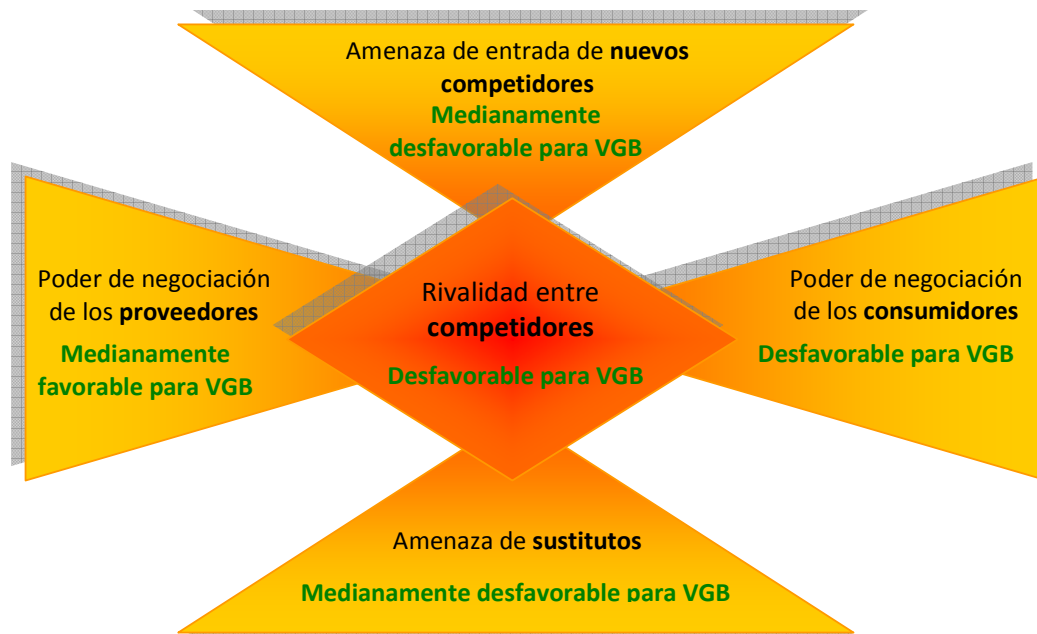 Amenaza de entrada de nuevos
competidores
Medianamente
desfavorable para VGB
Poder de negociación
de los proveedores
Medianamente
favorable para VGB
Rivalidad entre
competidores
Desfavorable para VGB
Poder de negociación
de los consumidores
Desfavorable para VGB
Amenaza de sustitutos
Medianamente desfavorable para VGB